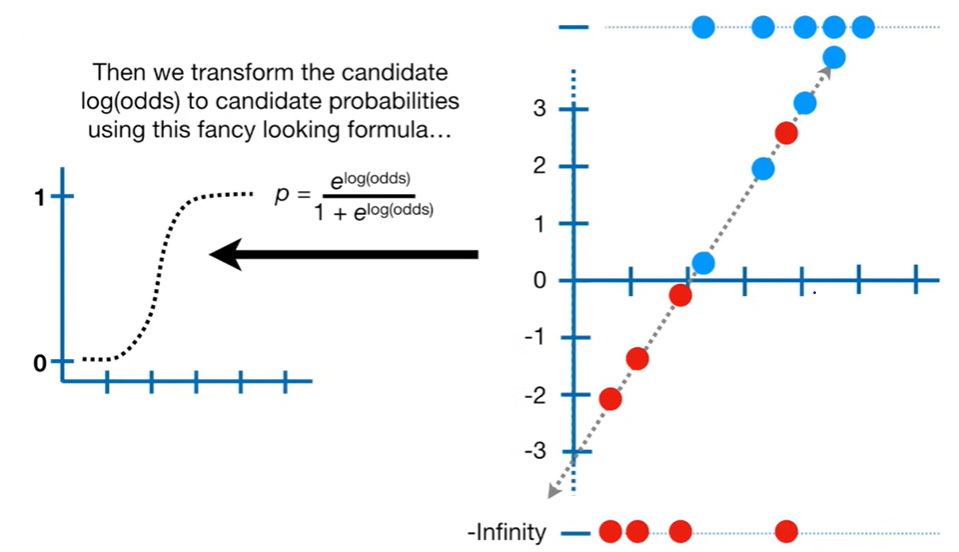 Then we transform the candidate
log(odds) to candidate probabilities
using this fancy looking formula…
p = e^log(odds) / 1 + e^log(odds)
1
0
3
2
1
0
-1
-2
-3
-Infinity